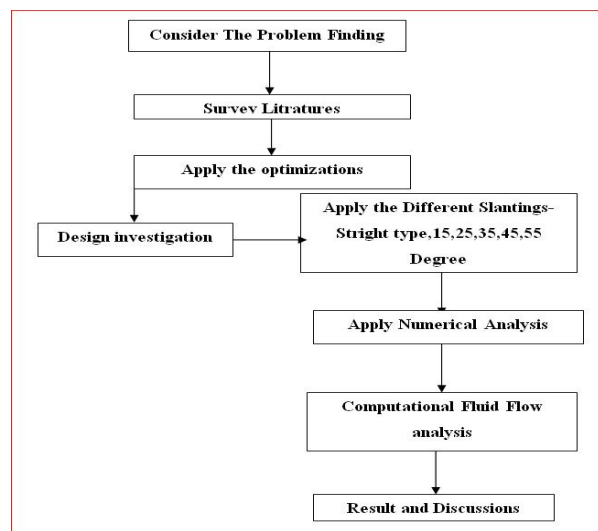 Consider The Problem Finding
Survey Litratures
Apply the optimizations
Design investigation
Apply the Different Slantings-
Stright type,15,25,35,45,55
Degree
Apply Numerical Analysis
Computational Fluid Flow
analysis
Result and Discussions